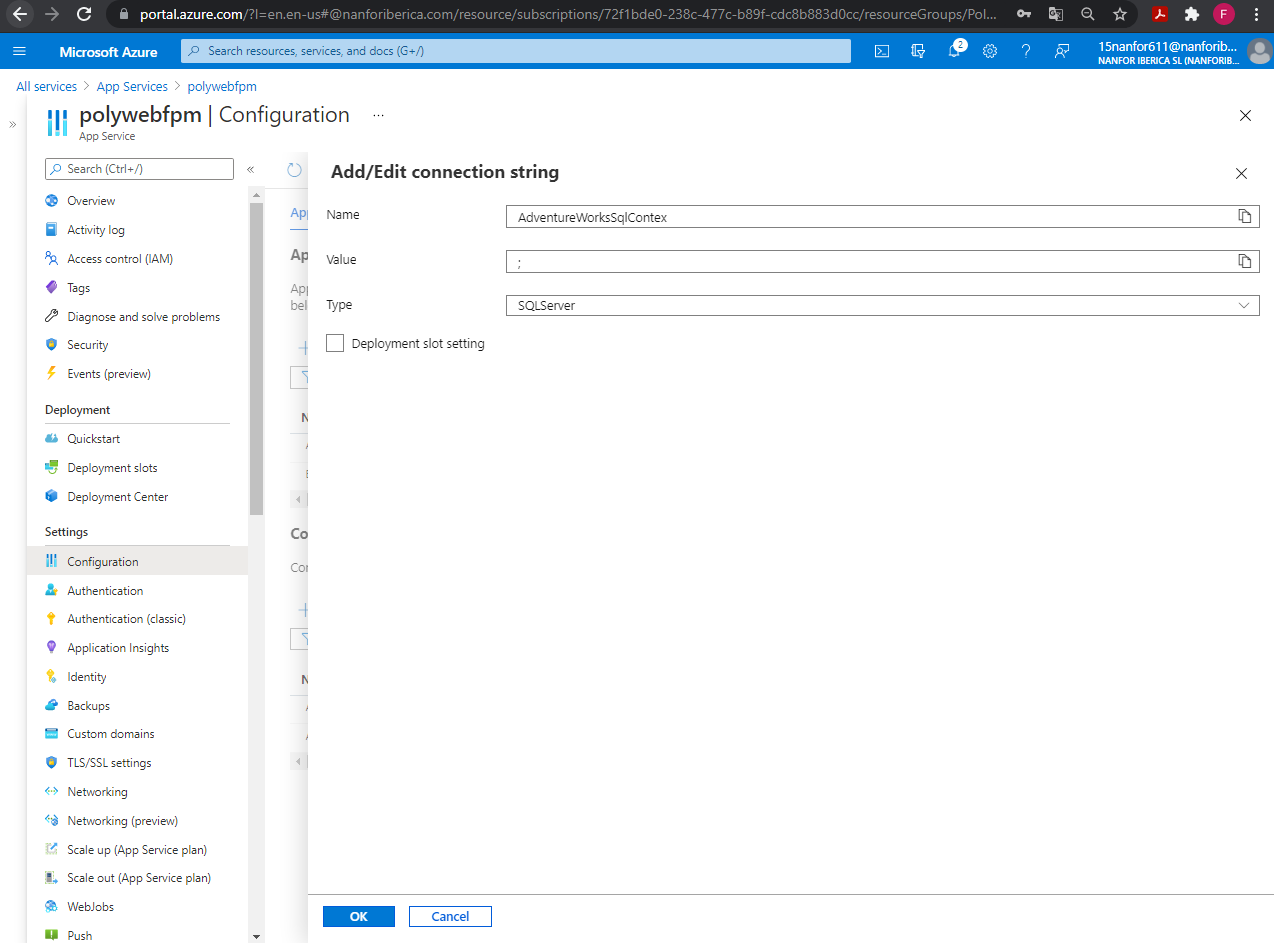 portal.azure.com/?l=en.en-us#@nanforiberica.com/resource/subscriptions/72f1bde0-238c-477c-b89f-cdc8b883d0cc/resourceGroups/Pol...
F
Microsoft Azure
Search resources, services, and docs (G+/)
2
15nanfor611@nanforib...
NANFOR IBERICA SL (NANFORIB...
All services > App Services > polywebfpm
polywebfpm | Configuration ...
App Service
Search (Ctrl+/)
Overview
Activity log
Access control (IAM)
Tags
Diagnose and solve problems
Security
Events (preview)
Deployment
Quickstart
Deployment slots
Deployment Center
Settings
Configuration
Authentication
Authentication (classic)
Application Insights
Identity
Backups
Custom domains
TLS/SSL settings
Networking
Networking (preview)
Scale up (App Service plan)
Scale out (App Service plan)
WebJobs
Push
App
Ap
App
bel
N
Co
Cor
N
Add/Edit connection string
Name
AdventureWorksSqlContex
Value
;
Type
SQLServer
Deployment slot setting
OK
Cancel